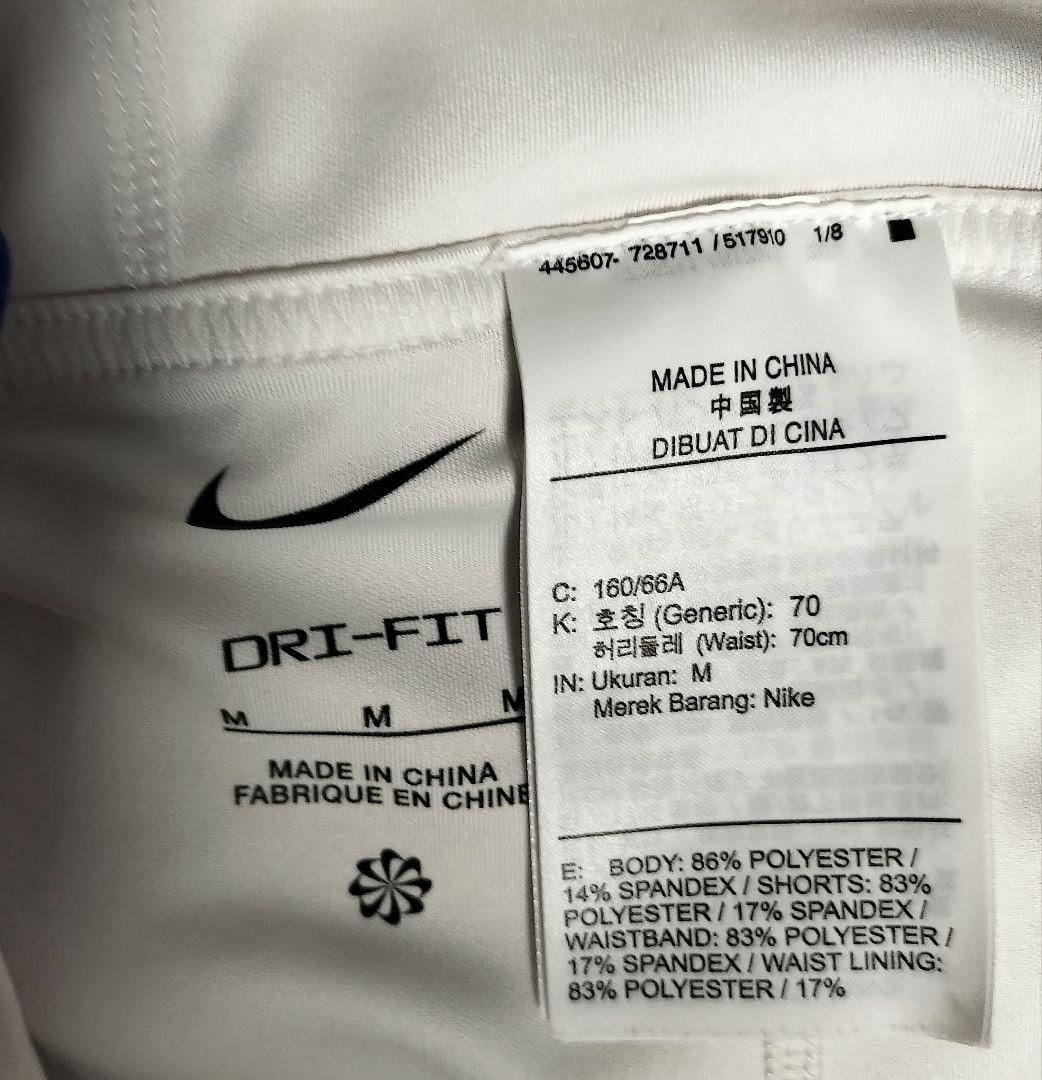 445607- 728711 / 517910 1/8
MADE IN CHINA
中国製
DIBUAT DI CINA
C: 160/66A
K: 호칭 (Generic): 70
허리둘레 (Waist): 70cm
IN: Ukuran: M
Merek Barang: Nike
E: BODY: 86% POLYESTER /
14% SPANDEX / SHORTS: 83%
POLYESTER / 17% SPANDEX /
WAISTBAND: 83% POLYESTER /
17% SPANDEX / WAIST LINING:
83% POLYESTER / 17%
DRI-FIT
M M M
MADE IN CHINA
FABRIQUE EN CHINE